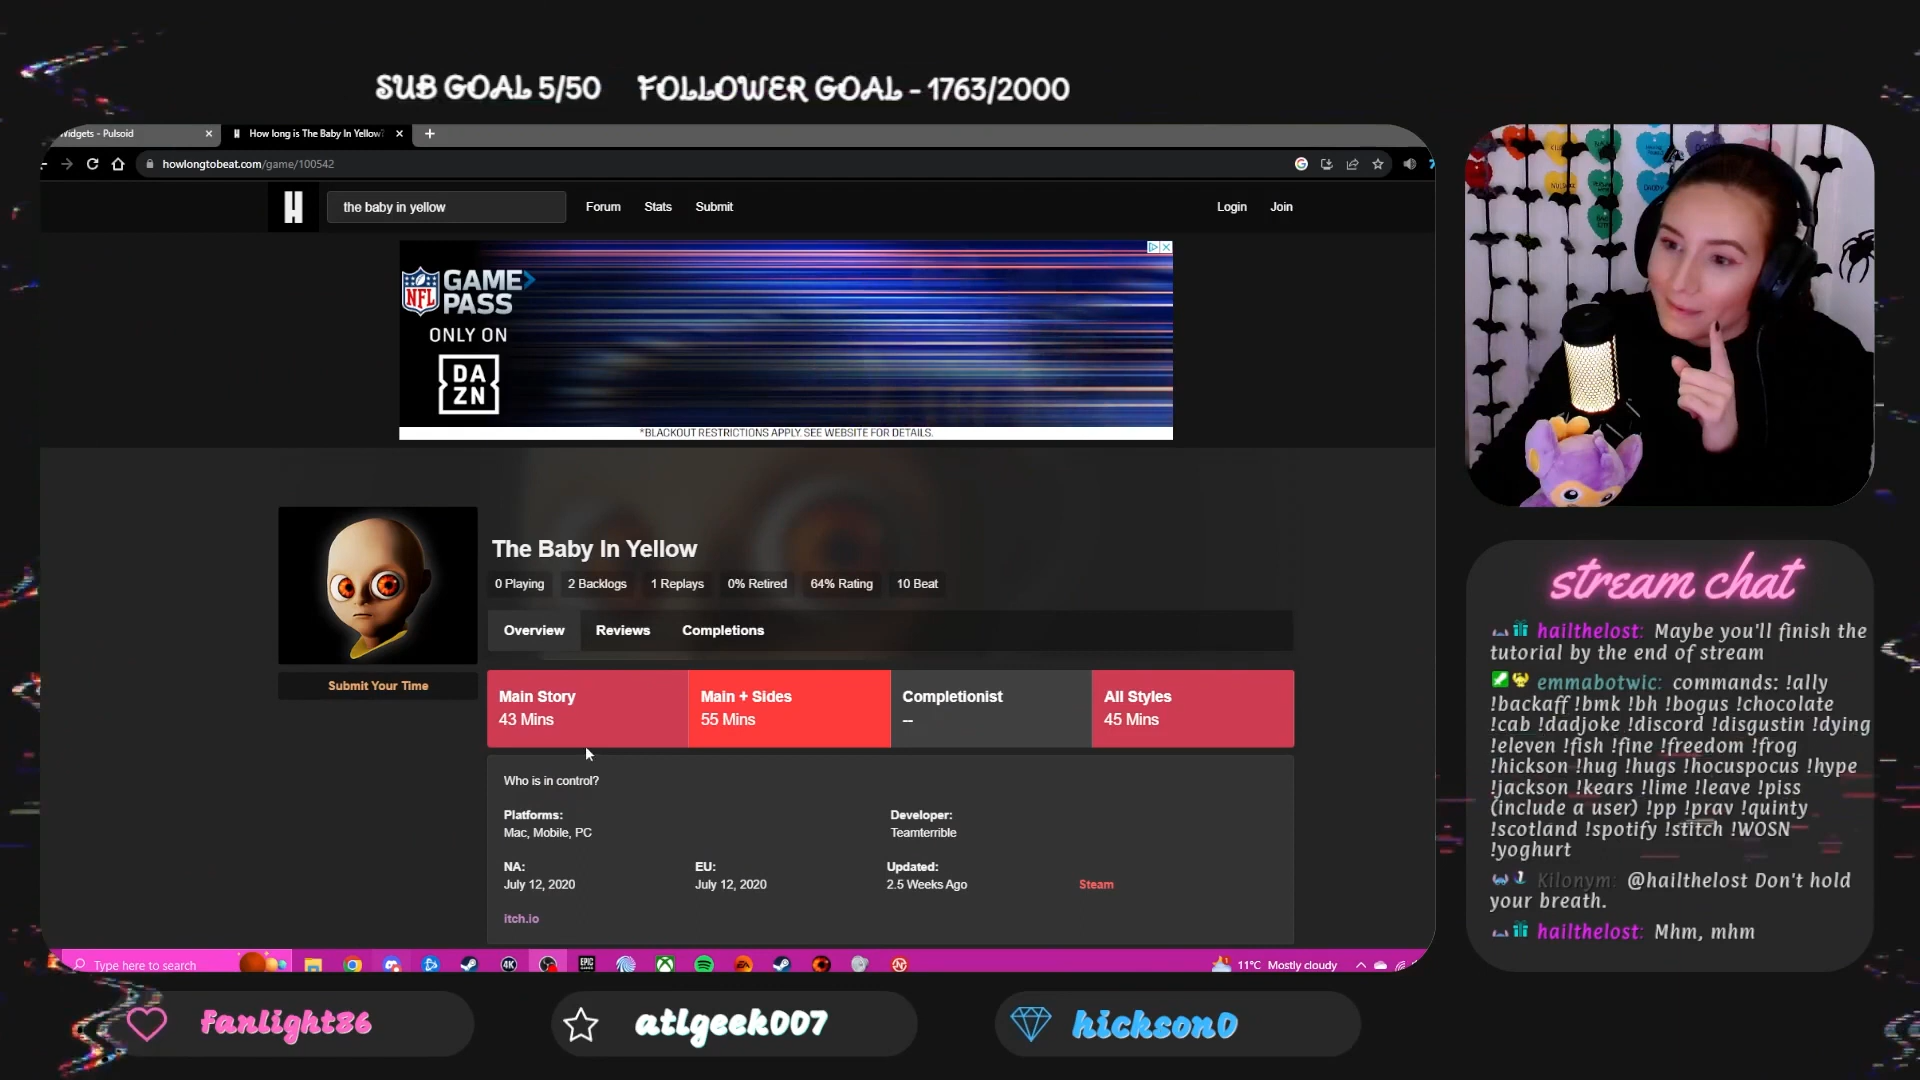 SUB GOAL 5/50 FOLLOWER GOAL - 1763/2000
Widgets - Pulsoid
How long is The Baby In Yellow?
howlongtobeat.com/game/100542
the baby in yellow
Forum
Stats
Submit
Login
Join
NFL
GAME
PASS
ONLY ON
DA
ZN
*BLACKOUT RESTRICTIONS APPLY. SEE WEBSITE FOR DETAILS.
The Baby In Yellow
0 Playing
2 Backlogs
1 Replays
0% Retired
64% Rating
10 Beat
Overview
Reviews
Completions
Submit Your Time
Main Story
43 Mins
Main + Sides
55 Mins
Completionist
--
All Styles
45 Mins
Who is in control?
Platforms:
Mac, Mobile, PC
Developer:
Teamterrible
NA:
July 12, 2020
EU:
July 12, 2020
Updated:
2.5 Weeks Ago
Steam
itch.io
Type here to search
4K
EPIC
11°C Mostly cloudy
stream chat
hailthelost: Maybe you'll finish the
tutorial by the end of stream
emmabotwic: commands: !ally
!backaff !bmk !bh !bogus !chocolate
!cab !dadjoke !discord !disgustin !dying
!eleven !fish !fine !freedom !frog
!hickson !hug !hugs !hocuspocus !hype
!jackson !kears !lime !leave !piss
(include a user) !pp !prav !quinty
!scotland !spotify !stitch !WOSN
!yoghurt
Kilonym: @hailthelost Don't hold
your breath.
hailthelost: Mhm, mhm
fanlight86
atlgeek007
hickson0